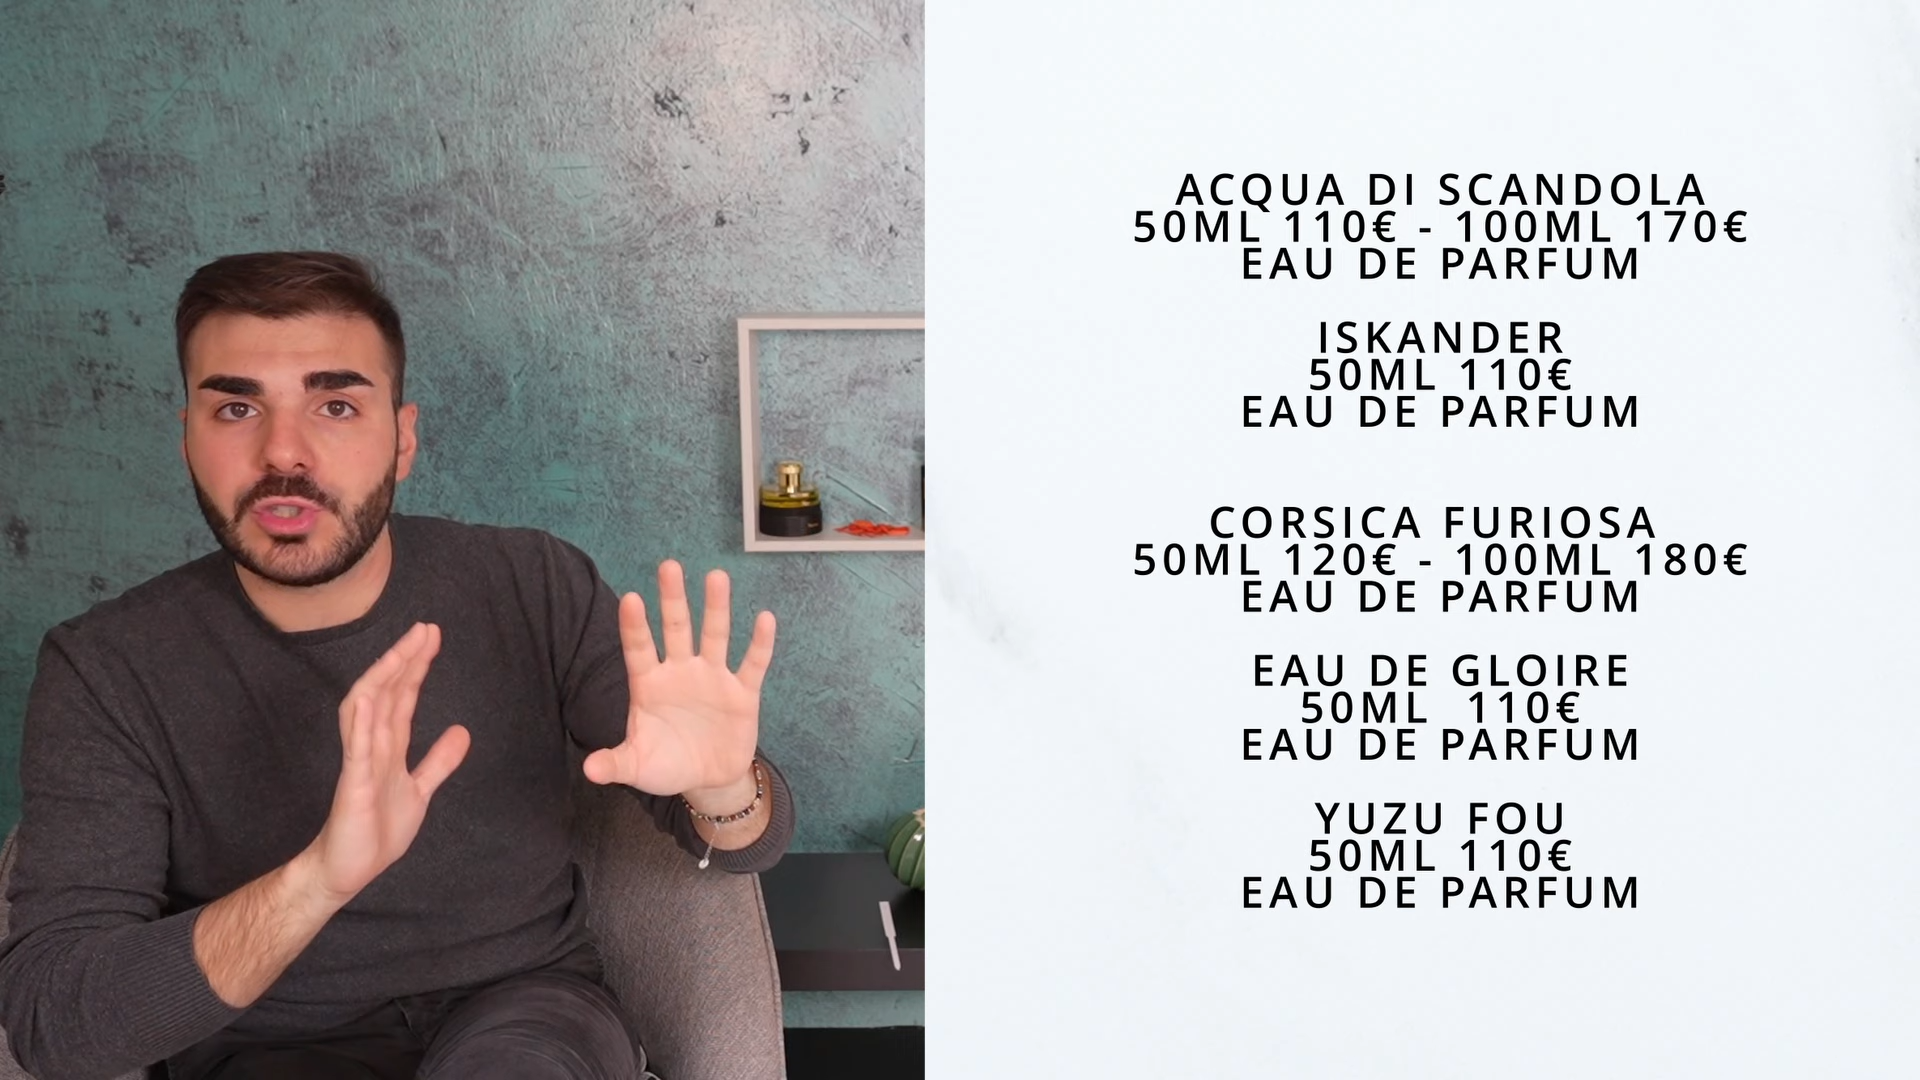 ACQUA DI SCANDOLA
50ML 110€ - 100ML 170€
EAU DE PARFUM
ISKANDER
50ML 110€
EAU DE PARFUM
CORSICA FURIOSA
50ML 120€ - 100ML 180€
EAU DE PARFUM
EAU DE GLOIRE
50ML  110€
EAU DE PARFUM
YUZU FOU
50ML 110€
EAU DE PARFUM